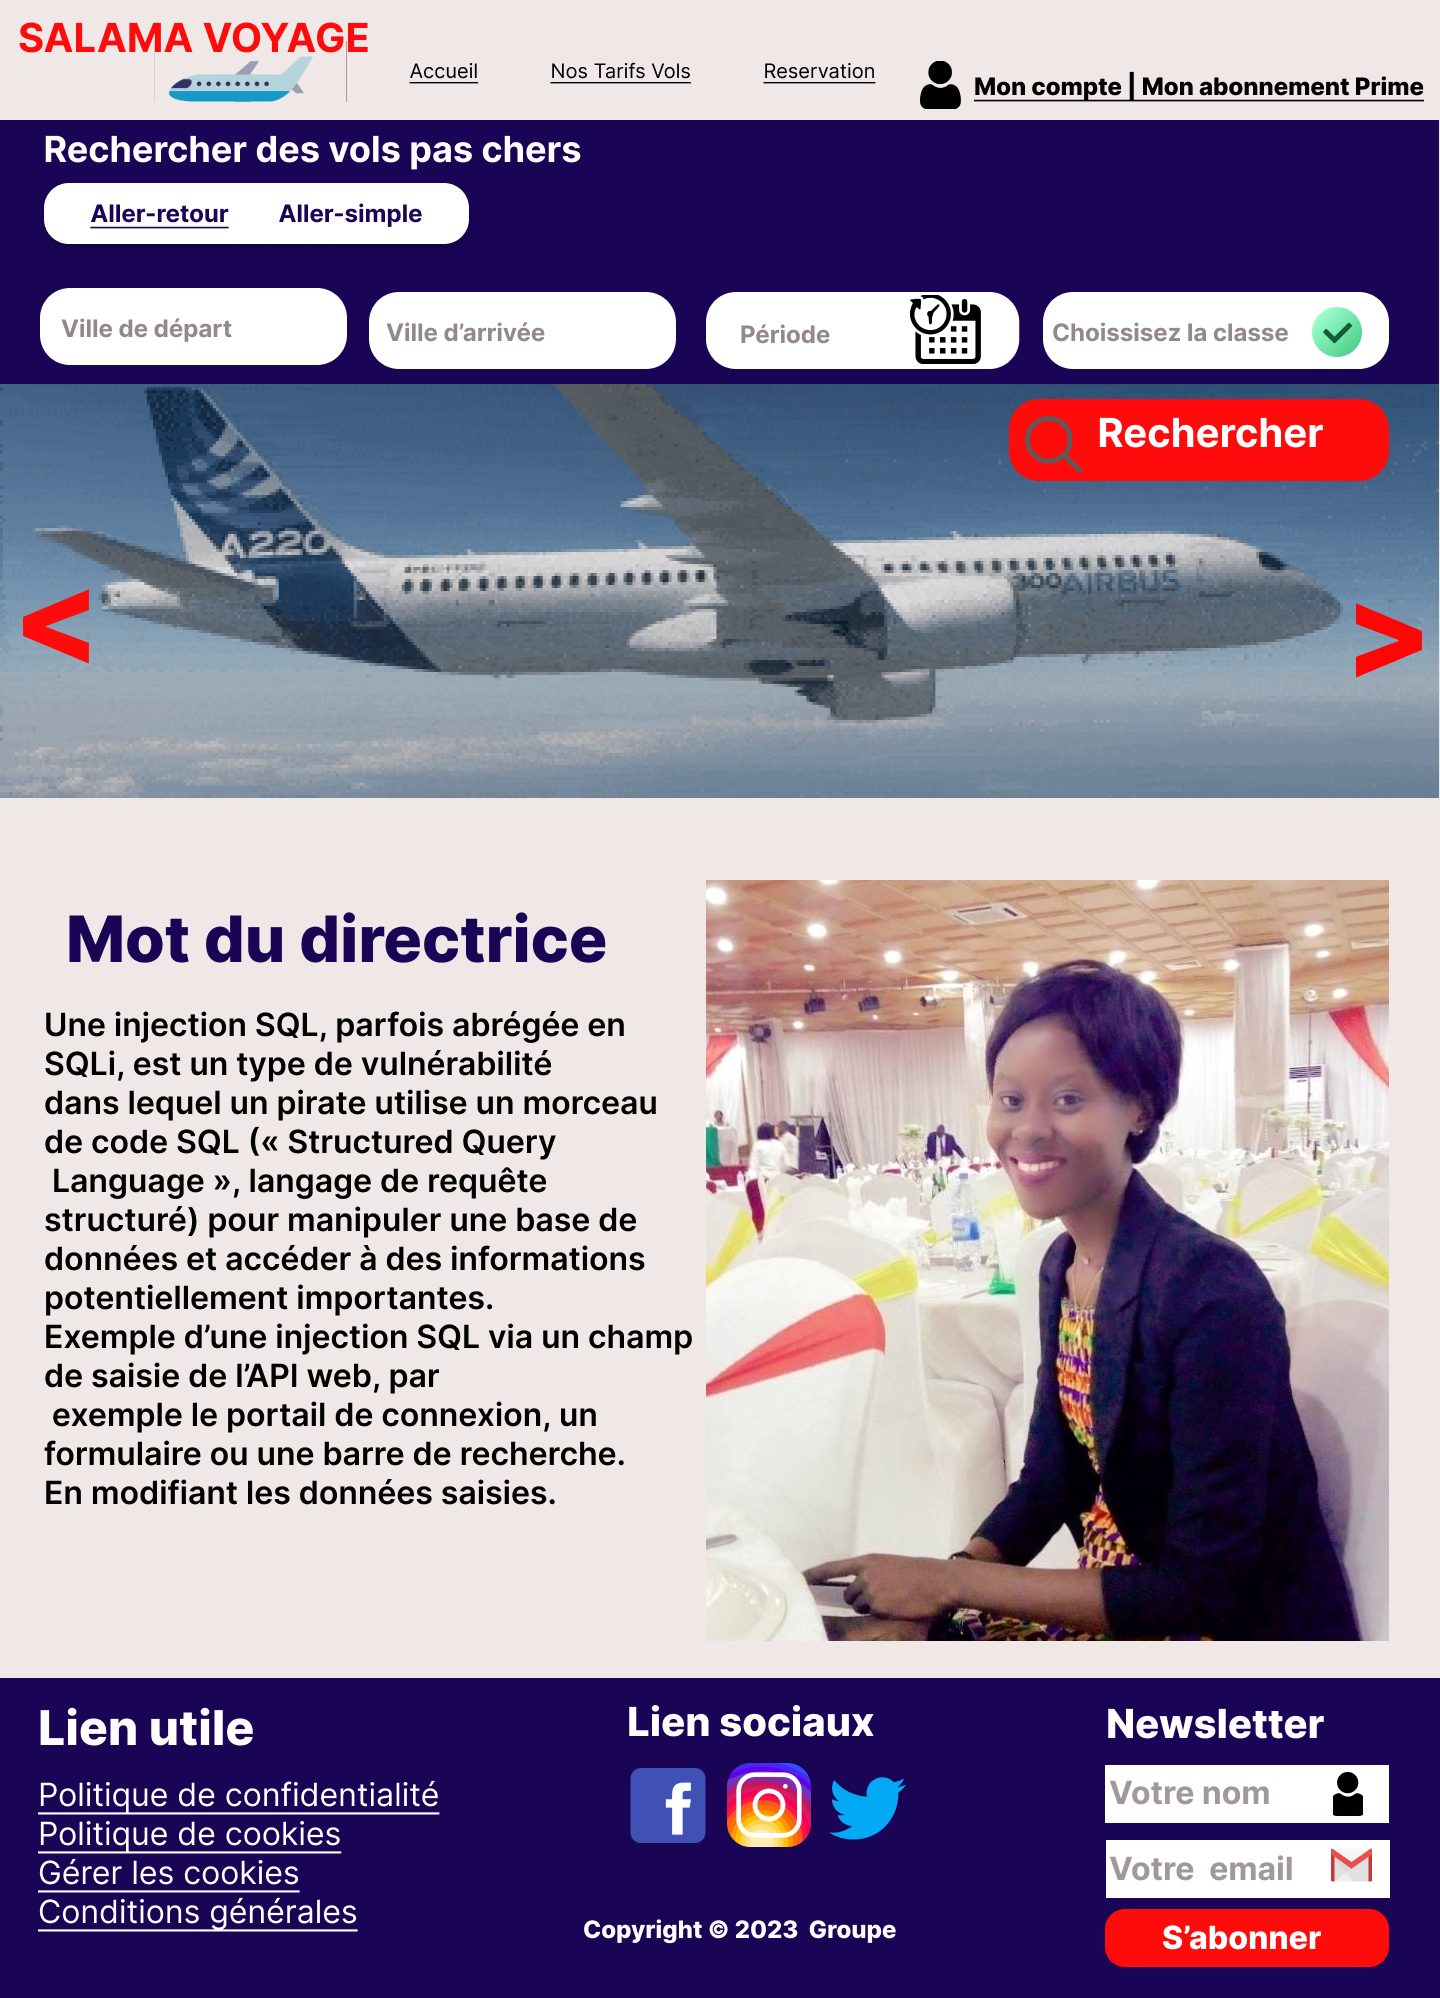 SALAMA VOYAGE
Accueil
Nos Tarifs Vols
Reservation
Mon compte | Mon abonnement Prime
Rechercher des vols pas chers
Aller-retour
Aller-simple
Ville de départ
Ville d’arrivée
Période
Choissisez la classe
Rechercher
A220
300 AIRBUS
<
>
Mot du directrice
Une injection SQL, parfois abrégée en
SQLi, est un type de vulnérabilité
dans lequel un pirate utilise un morceau
de code SQL (« Structured Query
Language », langage de requête
structuré) pour manipuler une base de
données et accéder à des informations
potentiellement importantes.
Exemple d’une injection SQL via un champ
de saisie de l’API web, par
exemple le portail de connexion, un
formulaire ou une barre de recherche.
En modifiant les données saisies.
Lien utile
Politique de confidentialité
Politique de cookies
Gérer les cookies
Conditions générales
Lien sociaux
Copyright © 2023  Groupe
Newsletter
Votre nom
Votre  email
S’abonner